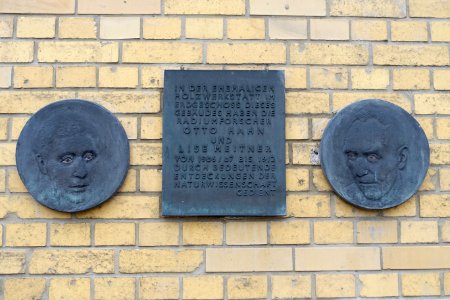 IN DER EHEMALIGEN
HOLZWERKSTATT IM
ERDGESCHOSS DIESES
GEBÄUDES HABEN DIE
RADIUMFORSCHER
OTTO HAHN
UND
LISE MEITNER
VON 1906/07 BIS 1912
DURCH BEDEUTENDE
ENTDECKUNGEN DER
NATURWISSENSCHAFT
GEDIENT